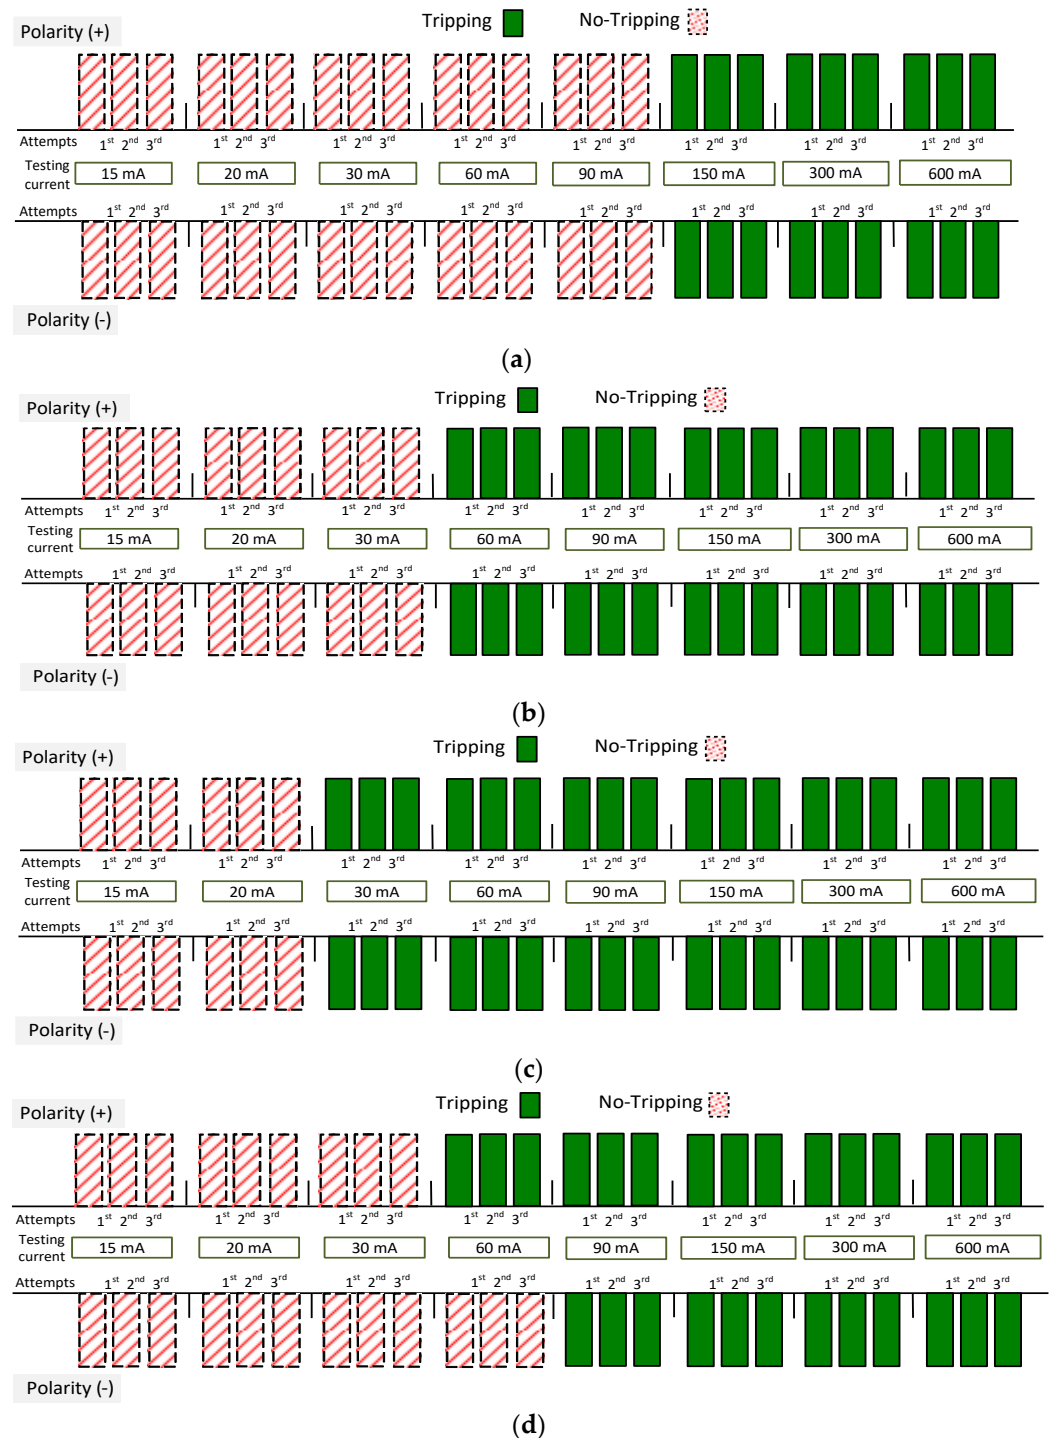 Tripping No-Tripping
Polarity (+)
Attempts 1st 2nd 3rd 1st 2nd 3rd 1st 2nd 3rd 1st 2nd 3rd 1st 2nd 3rd 1st 2nd 3rd 1st 2nd 3rd 1st 2nd 3rd
Testing current 15 mA 20 mA 30 mA 60 mA 90 mA 150 mA 300 mA 600 mA
Attempts 1st 2nd 3rd 1st 2nd 3rd 1st 2nd 3rd 1st 2nd 3rd 1st 2nd 3rd 1st 2nd 3rd 1st 2nd 3rd 1st 2nd 3rd
Polarity (-)
(a)
Tripping No-Tripping
Polarity (+)
Attempts 1st 2nd 3rd 1st 2nd 3rd 1st 2nd 3rd 1st 2nd 3rd 1st 2nd 3rd 1st 2nd 3rd 1st 2nd 3rd 1st 2nd 3rd
Testing current 15 mA 20 mA 30 mA 60 mA 90 mA 150 mA 300 mA 600 mA
Attempts 1st 2nd 3rd 1st 2nd 3rd 1st 2nd 3rd 1st 2nd 3rd 1st 2nd 3rd 1st 2nd 3rd 1st 2nd 3rd 1st 2nd 3rd
Polarity (-)
(b)
Tripping No-Tripping
Polarity (+)
Attempts 1st 2nd 3rd 1st 2nd 3rd 1st 2nd 3rd 1st 2nd 3rd 1st 2nd 3rd 1st 2nd 3rd 1st 2nd 3rd 1st 2nd 3rd
Testing current 15 mA 20 mA 30 mA 60 mA 90 mA 150 mA 300 mA 600 mA
Attempts 1st 2nd 3rd 1st 2nd 3rd 1st 2nd 3rd 1st 2nd 3rd 1st 2nd 3rd 1st 2nd 3rd 1st 2nd 3rd 1st 2nd 3rd
Polarity (-)
(c)
Tripping No-Tripping
Polarity (+)
Attempts 1st 2nd 3rd 1st 2nd 3rd 1st 2nd 3rd 1st 2nd 3rd 1st 2nd 3rd 1st 2nd 3rd 1st 2nd 3rd 1st 2nd 3rd
Testing current 15 mA 20 mA 30 mA 60 mA 90 mA 150 mA 300 mA 600 mA
Attempts 1st 2nd 3rd 1st 2nd 3rd 1st 2nd 3rd 1st 2nd 3rd 1st 2nd 3rd 1st 2nd 3rd 1st 2nd 3rd 1st 2nd 3rd
Polarity (-)
(d)